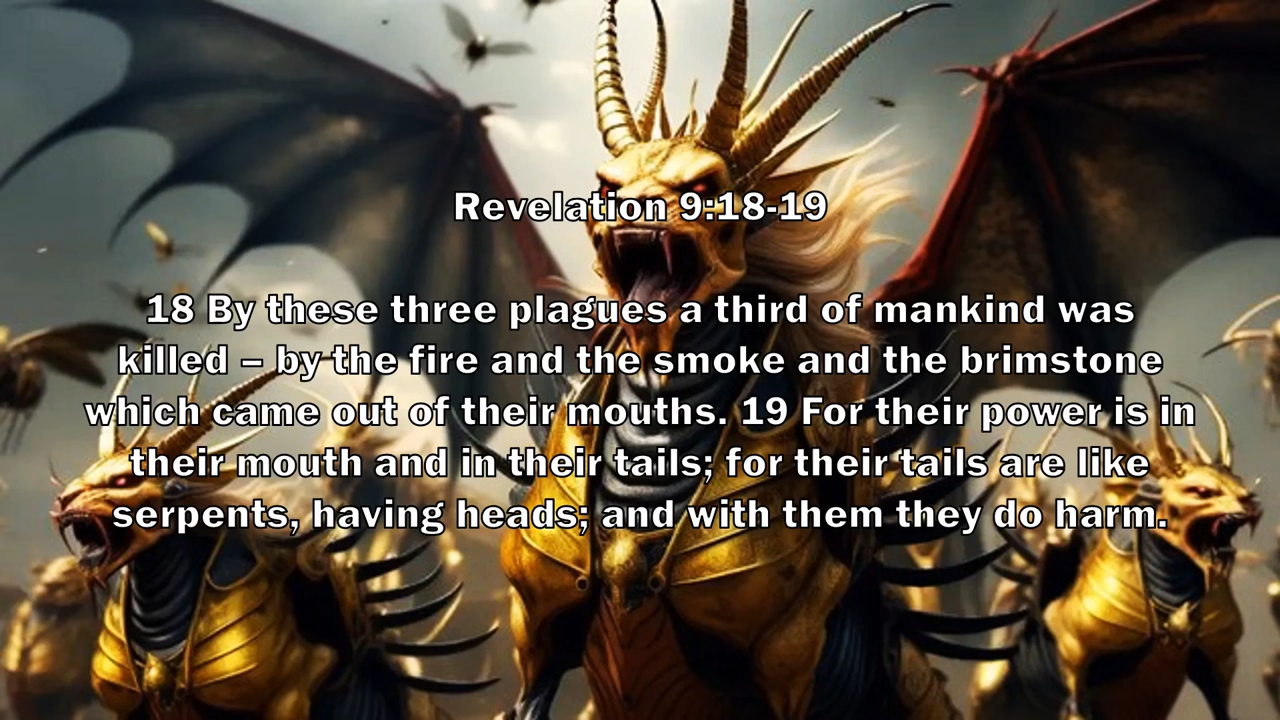 Revelation 9:18-19
18 By these three plagues a third of mankind was
killed – by the fire and the smoke and the brimstone
which came out of their mouths. 19 For their power is in
their mouth and in their tails; for their tails are like
serpents, having heads; and with them they do harm.